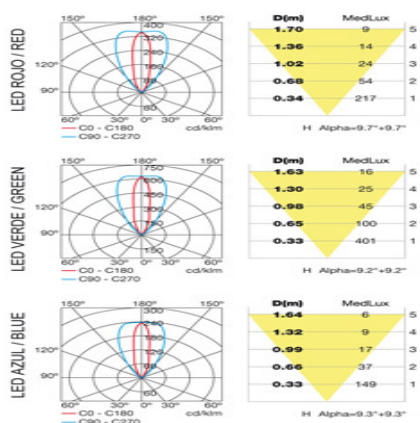 LED ROJO / RED
180°
400
320
240
160
80
80
120°
120°
90°
90°
60° 30° 0° 30° 60°
C0 - C180 cd/klm
C90 - C270
D(m) MedLux
1.70 9 5
1.36 14 4
1.02 24 3
0.68 54 2
0.34 217 1
H Alpha=9.7°+9.7°
LED VERDE / GREEN
180°
750
600
450
300
120°
120°
90°
90°
60° 30° 0° 30° 60°
C0 - C180 cd/klm
C90 - C270
D(m) MedLux
1.63 16 5
1.30 25 4
0.98 45 3
0.65 100 2
0.33 401 1
H Alpha=9.2°+9.2°
LED AZUL / BLUE
180°
300
240
180
120
60
120°
120°
90°
90°
60° 30° 0° 30° 60°
C0 - C180 cd/klm
C90 - C270
D(m) MedLux
1.64 6 5
1.32 9 4
0.99 17 3
0.66 37 2
0.33 149 1
H Alpha=9.3°+9.3°